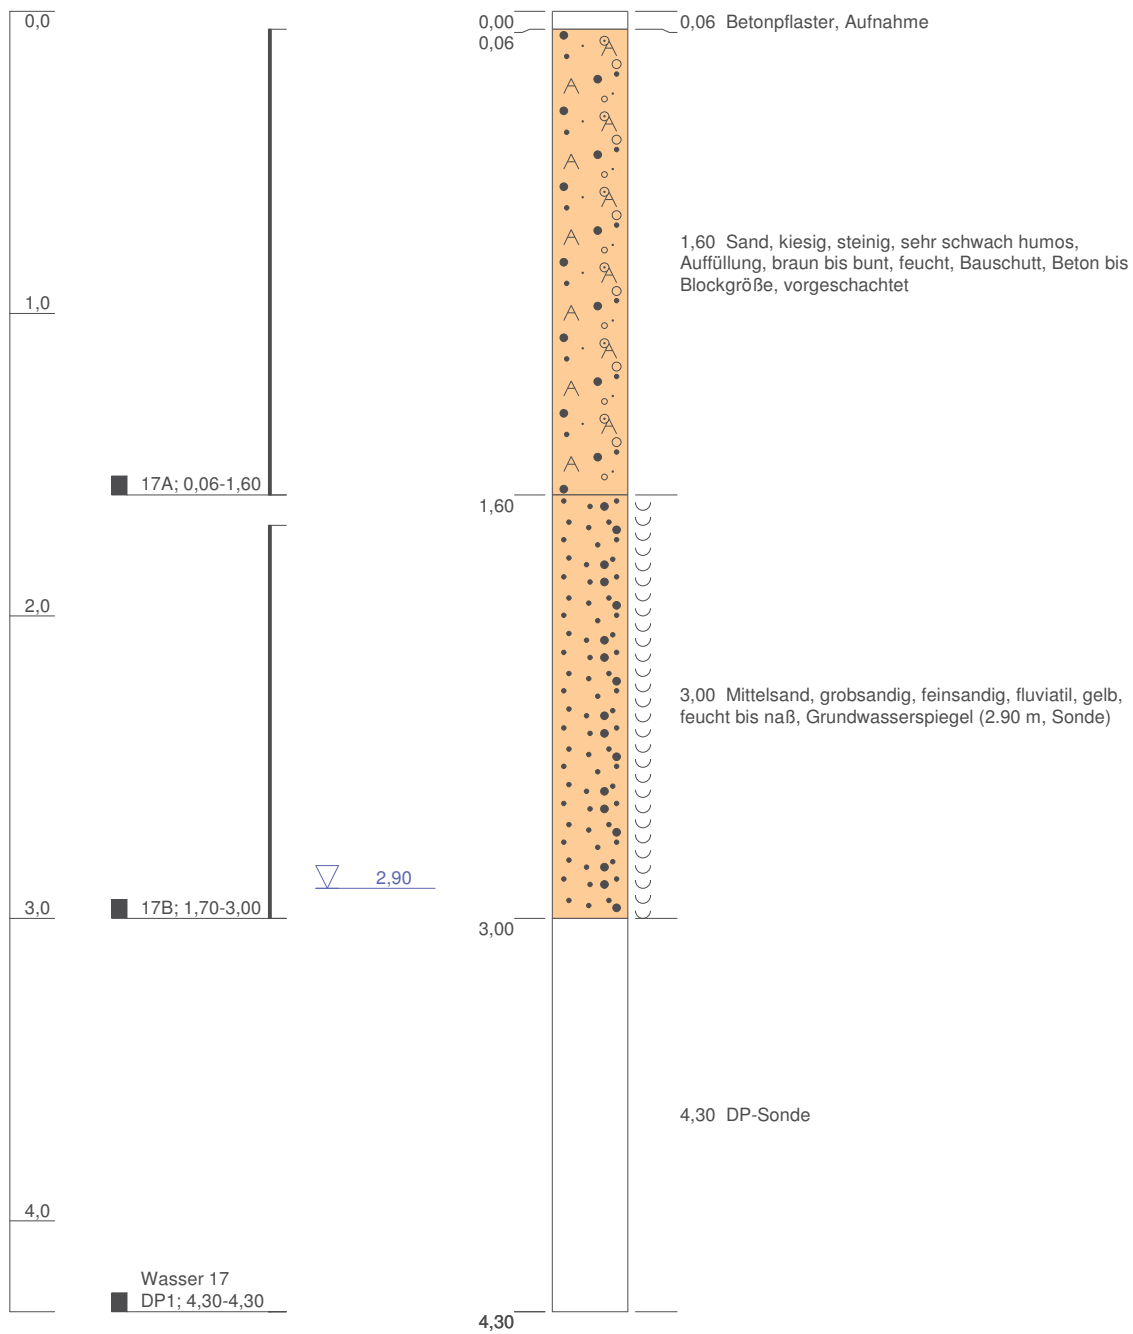 0,0
0,00
0,06
0,06 Betonpflaster, Aufnahme
1,60 Sand, kiesig, steinig, sehr schwach humos,
Auffüllung, braun bis bunt, feucht, Bauschutt, Beton bis
Blockgröße, vorgeschachtet
1,0
17A; 0,06-1,60
1,60
2,0
3,00 Mittelsand, grobsandig, feinsandig, fluviatil, gelb,
feucht bis naß, Grundwasserspiegel (2.90 m, Sonde)
2,90
3,0
17B; 1,70-3,00
3,00
4,30 DP-Sonde
4,0
Wasser 17
DP1; 4,30-4,30
4,30